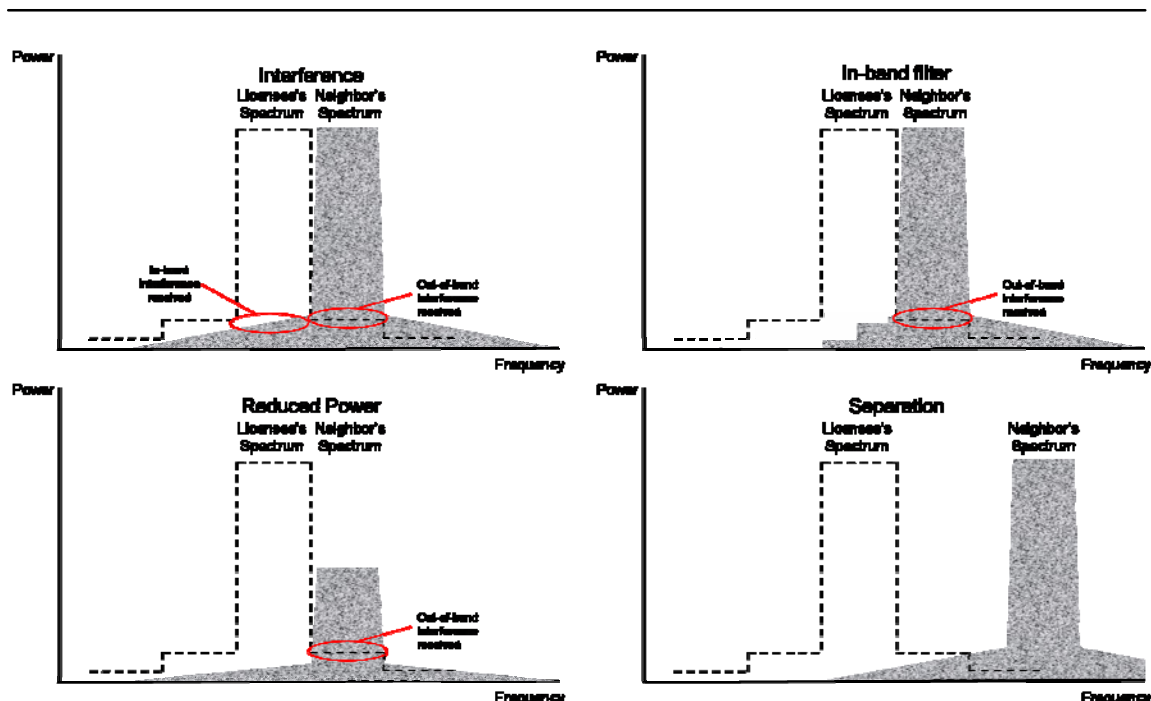 Power
Interference
Licensee's Neighbor's
Spectrum Spectrum
In-band
interference
received
Out-of-band
interference
received
Frequency
Power
In-band filter
Licensee's Neighbor's
Spectrum Spectrum
Out-of-band
interference
received
Frequency
Power
Reduced Power
Licensee's Neighbor's
Spectrum Spectrum
Out-of-band
interference
received
Frequency
Power
Separation
Licensee's Neighbor's
Spectrum Spectrum
Frequency